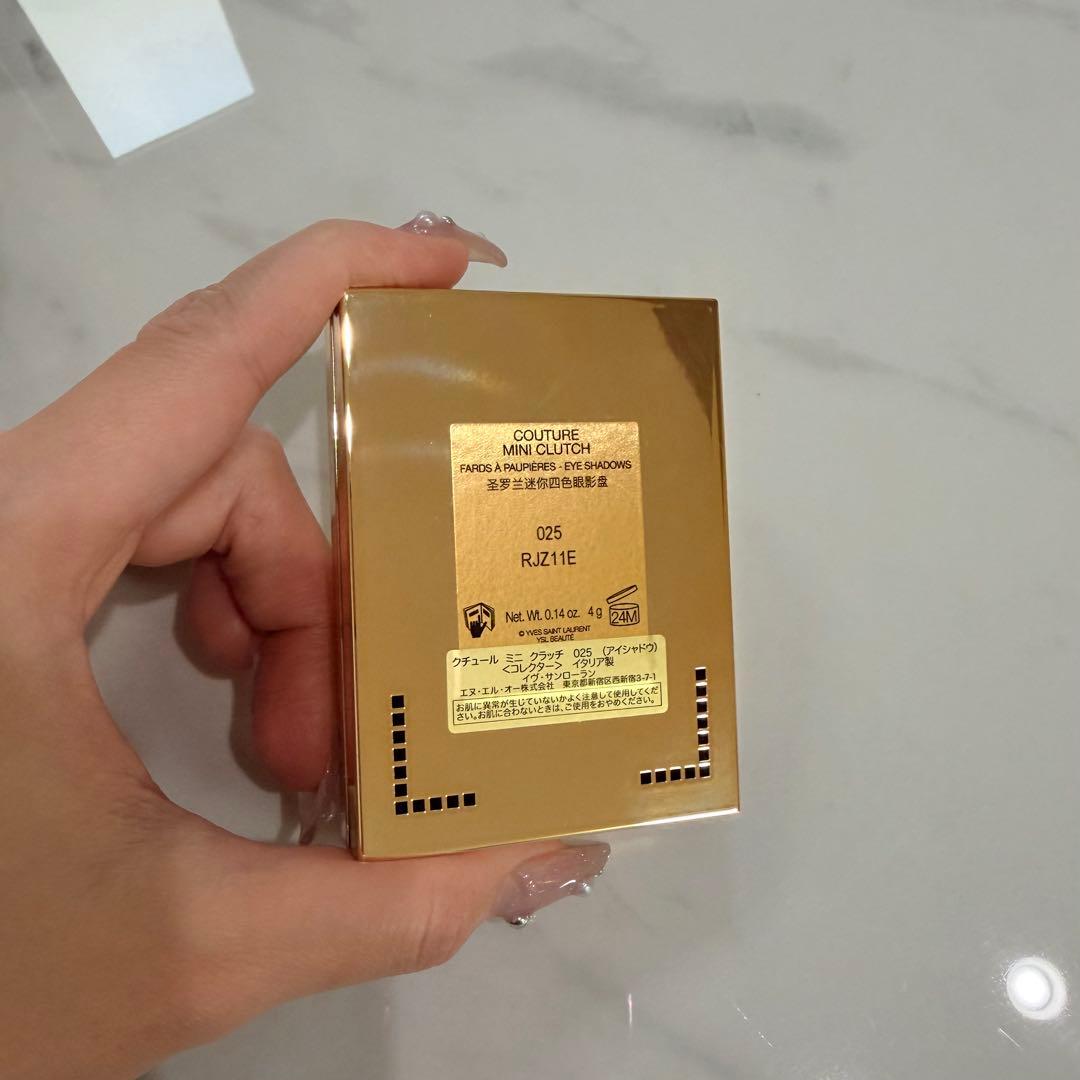 COUTURE
MINI CLUTCH
FARDS À PAUPIÈRES - EYE SHADOWS
圣罗兰迷你四色眼影盘
025
RJZ11E
Net. Wt. 0.14 oz. 4 g
24M
© YVES SAINT LAURENT
YSL BEAUTÉ
クチュール ミニ クラッチ 025 (アイシャドウ)
<コレクター> イタリア製
イヴ・サンローラン
エヌ・エル・オー株式会社 東京都新宿区西新宿3-7-1
お肌に異常が生じていないかよく注意して使用してくだ
さい。お肌に合わないときは、ご使用をおやめください。